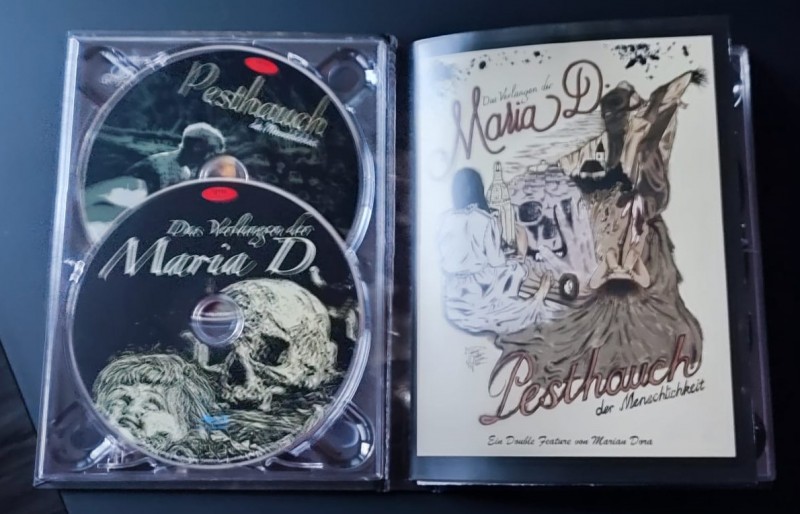 Pesthauch
der Menschlichkeit
Das Verlangen der
Maria D.
Das Verlangen der
Maria D.
Pesthauch
der Menschlichkeit
Ein Double Feature von Marian Dora